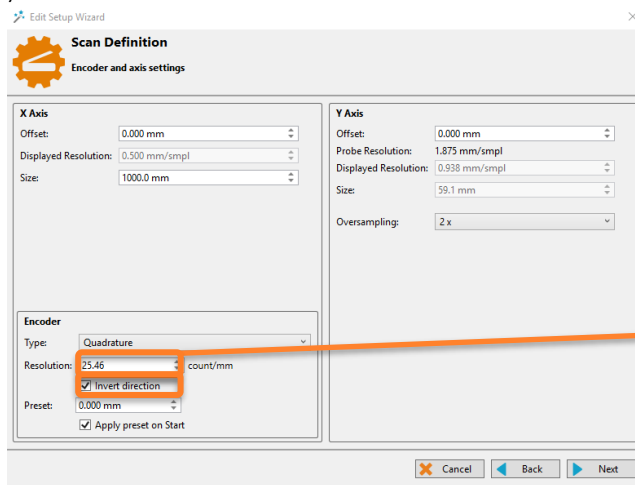 Edit Setup Wizard
Scan Definition
Encoder and axis settings
X Axis
Offset: 0.000 mm
Displayed Resolution: 0.500 mm/smpl
Size: 1000.0 mm
Y Axis
Offset: 0.000 mm
Probe Resolution: 1.875 mm/smpl
Displayed Resolution: 0.938 mm/smpl
Size: 59.1 mm
Oversampling: 2 x
Encoder
Type: Quadrature
Resolution: 25.46 count/mm
Invert direction
Preset: 0.000 mm
Apply preset on Start
Cancel Back Next